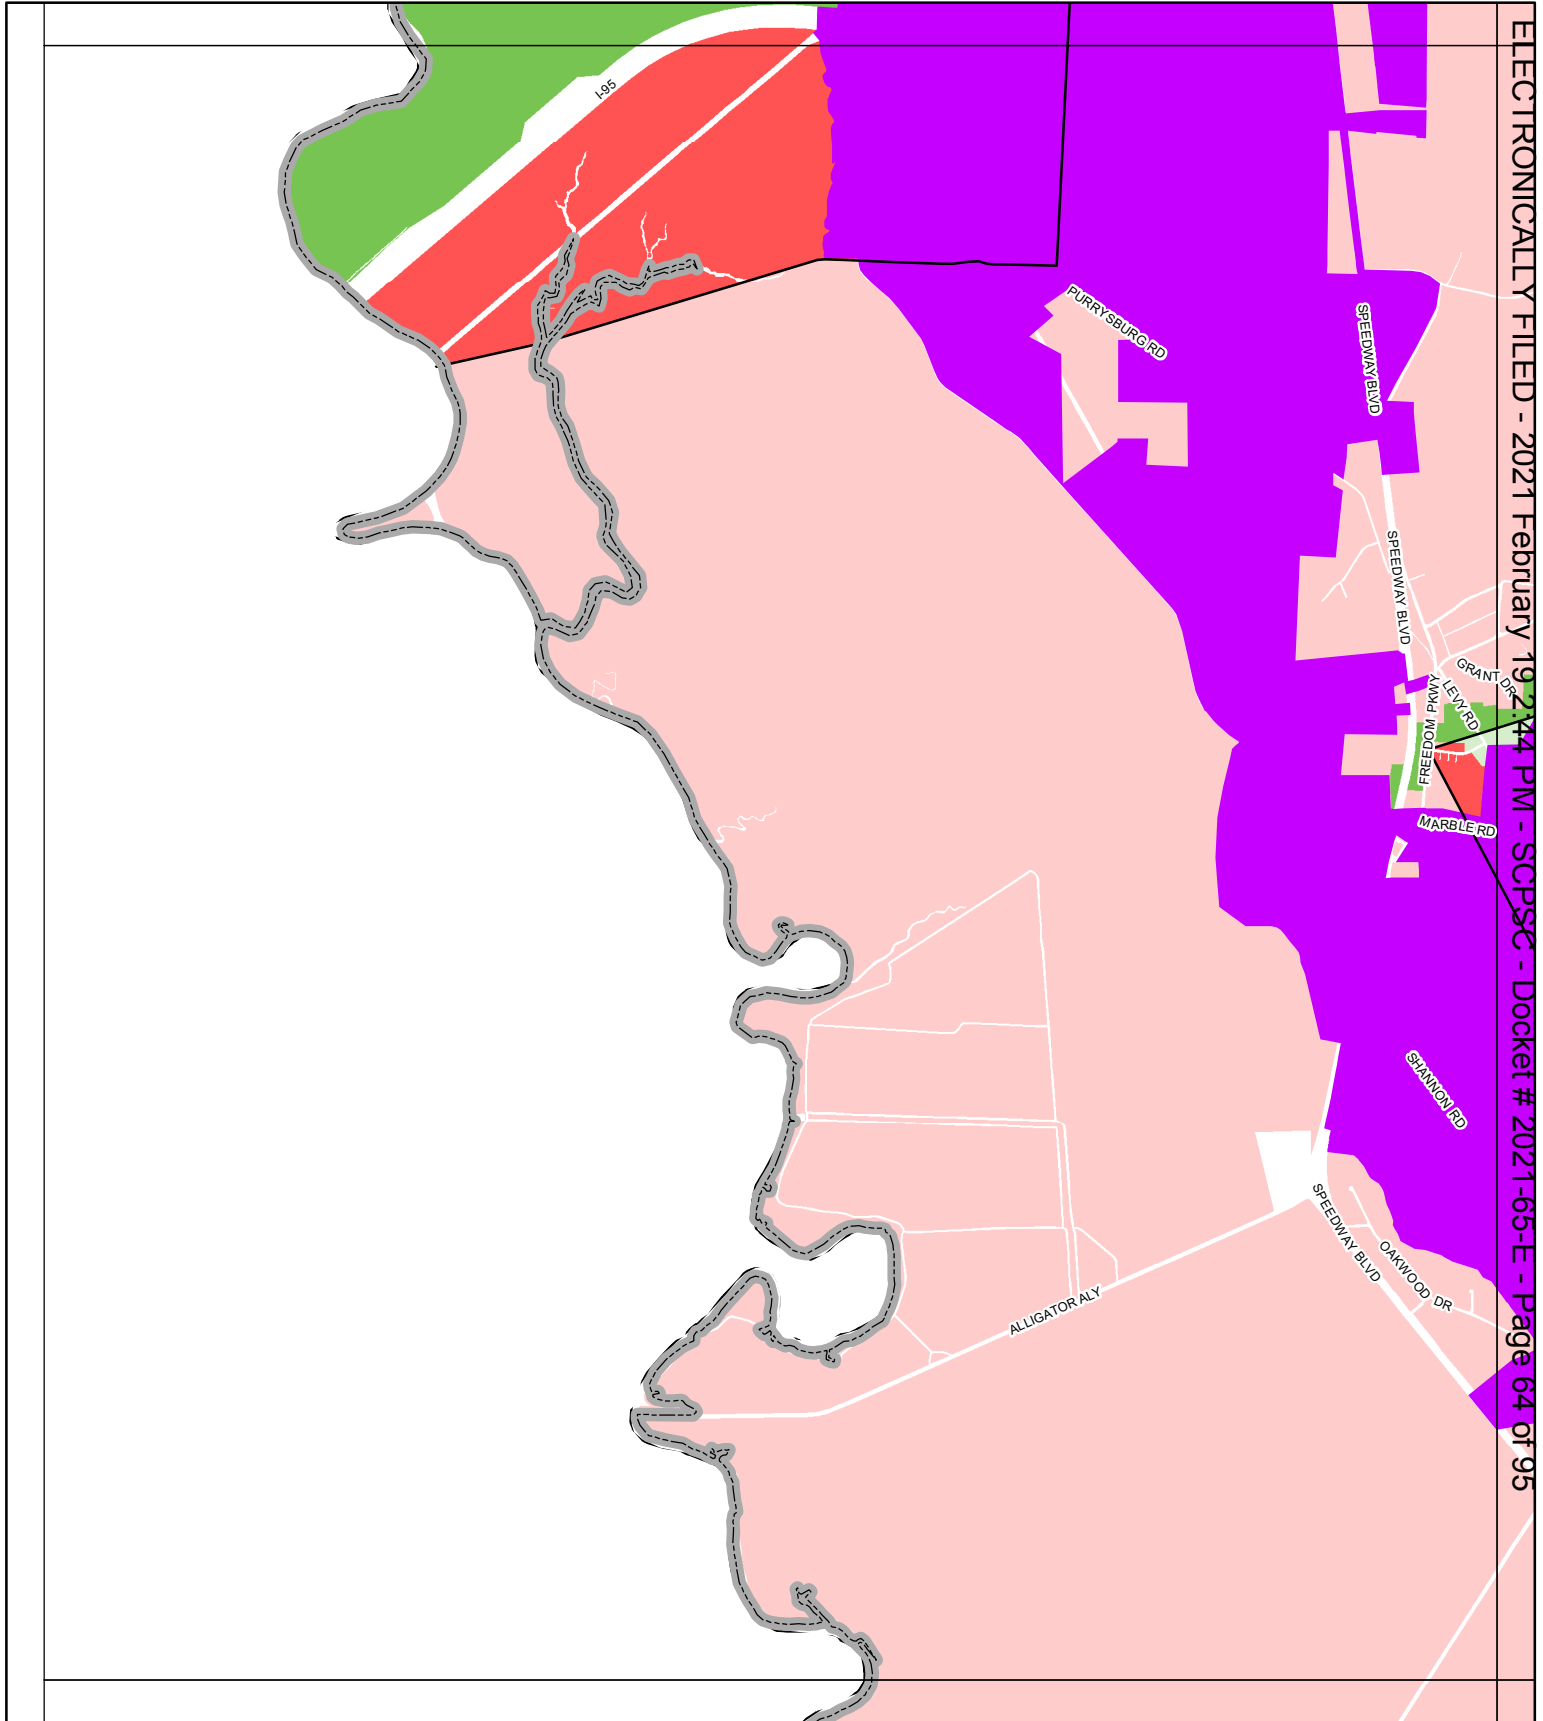 I-95
PURRYSBURG RD
SPEEDWAY BLVD
SPEEDWAY BLVD
GRANT DR
LEVY RD
FREEDOM PKWY
MARBLE RD
SHANNON RD
SPEEDWAY BLVD
OAKWOOD DR
ALLIGATOR ALY
ELECTRONICALLY FILED - 2021 February 19 2:44 PM - SCPSC - Docket # 2021-65-E - Page 64 of 95